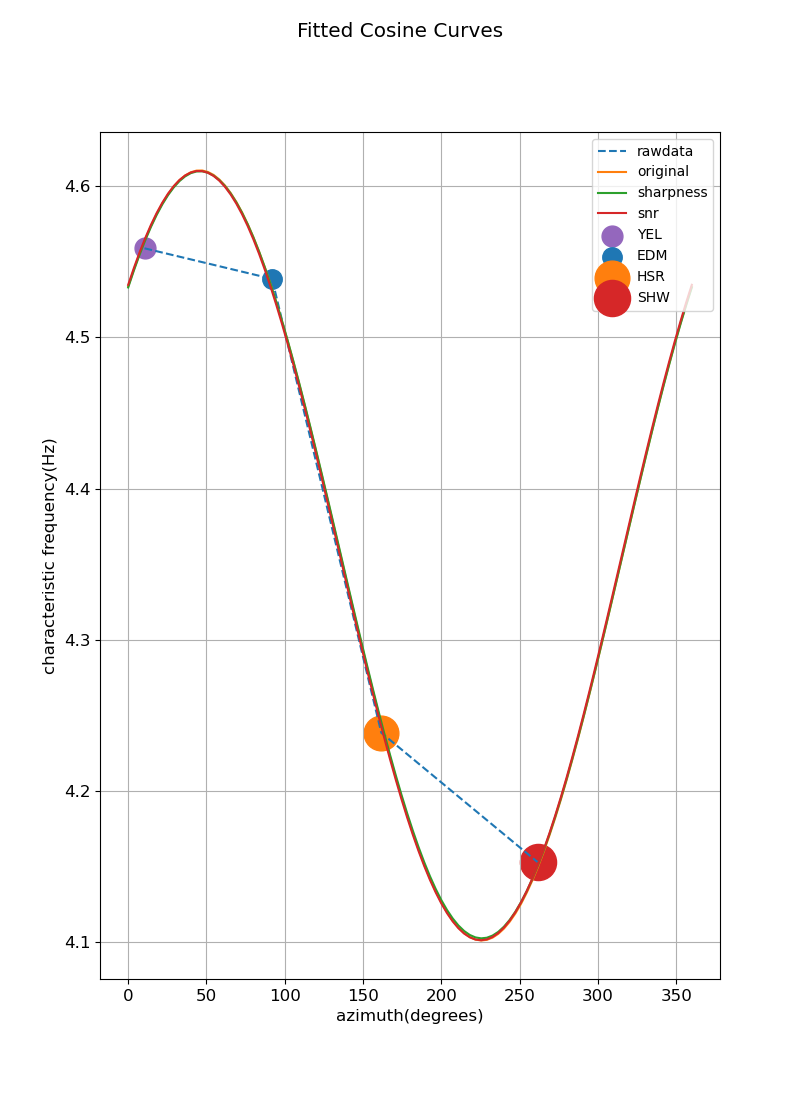 Fitted Cosine Curves
rawdata
original
sharpness
snr
YEL
EDM
HSR
SHW
characteristic frequency(Hz)
4.6
4.5
4.4
4.3
4.2
4.1
0 50 100 150 200 250 300 350
azimuth(degrees)